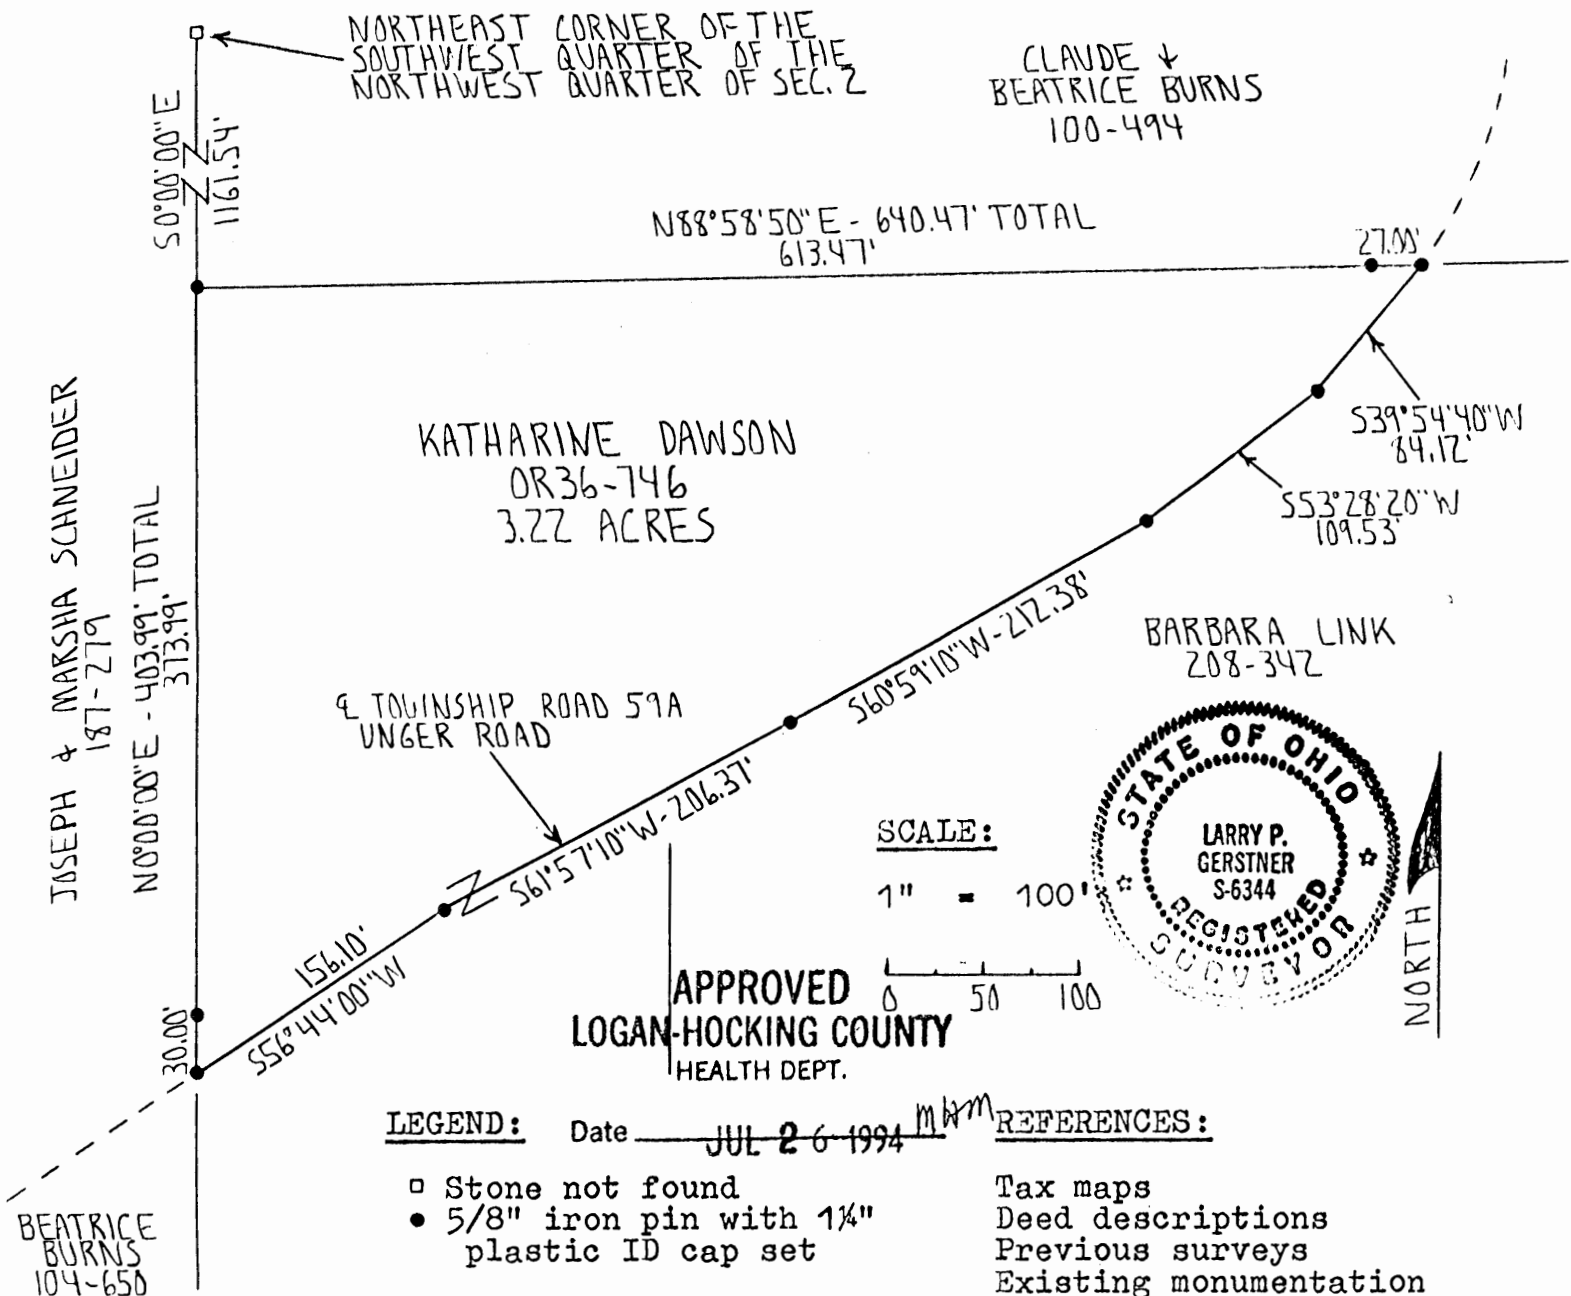 NORTHEAST CORNER OF THE
SOUTHWEST QUARTER OF THE
NORTHWEST QUARTER OF SEC. 2
CLAUDE &
BEATRICE BURNS
100-494
S0°00'00"E
1161.54'
N88°58'50"E - 640.47' TOTAL
613.47'
27.00'
JOSEPH & MARSHA SCHNEIDER
187-279
N0°00'00"E - 403.99' TOTAL
373.99'
KATHARINE DAWSON
OR36-746
3.22 ACRES
S39°54'40"W
84.12'
S53°28'20"W
109.53'
S60°59'10"W-212.38'
BARBARA LINK
208-342
℄ TOWNSHIP ROAD 59A
UNGER ROAD
S61°57'10"W-206.37'
SCALE:
1" = 100'
0 50 100
STATE OF OHIO
LARRY P.
GERSTNER
S-6344
REGISTERED
SURVEYOR
NORTH
156.10'
S56°44'00"W
30.00'
APPROVED
LOGAN-HOCKING COUNTY
HEALTH DEPT.
LEGEND:
Date JUL 26 1994 MWM
REFERENCES:
Stone not found
5/8" iron pin with 1¼"
plastic ID cap set
Tax maps
Deed descriptions
Previous surveys
Existing monumentation
BEATRICE
BURNS
104-650